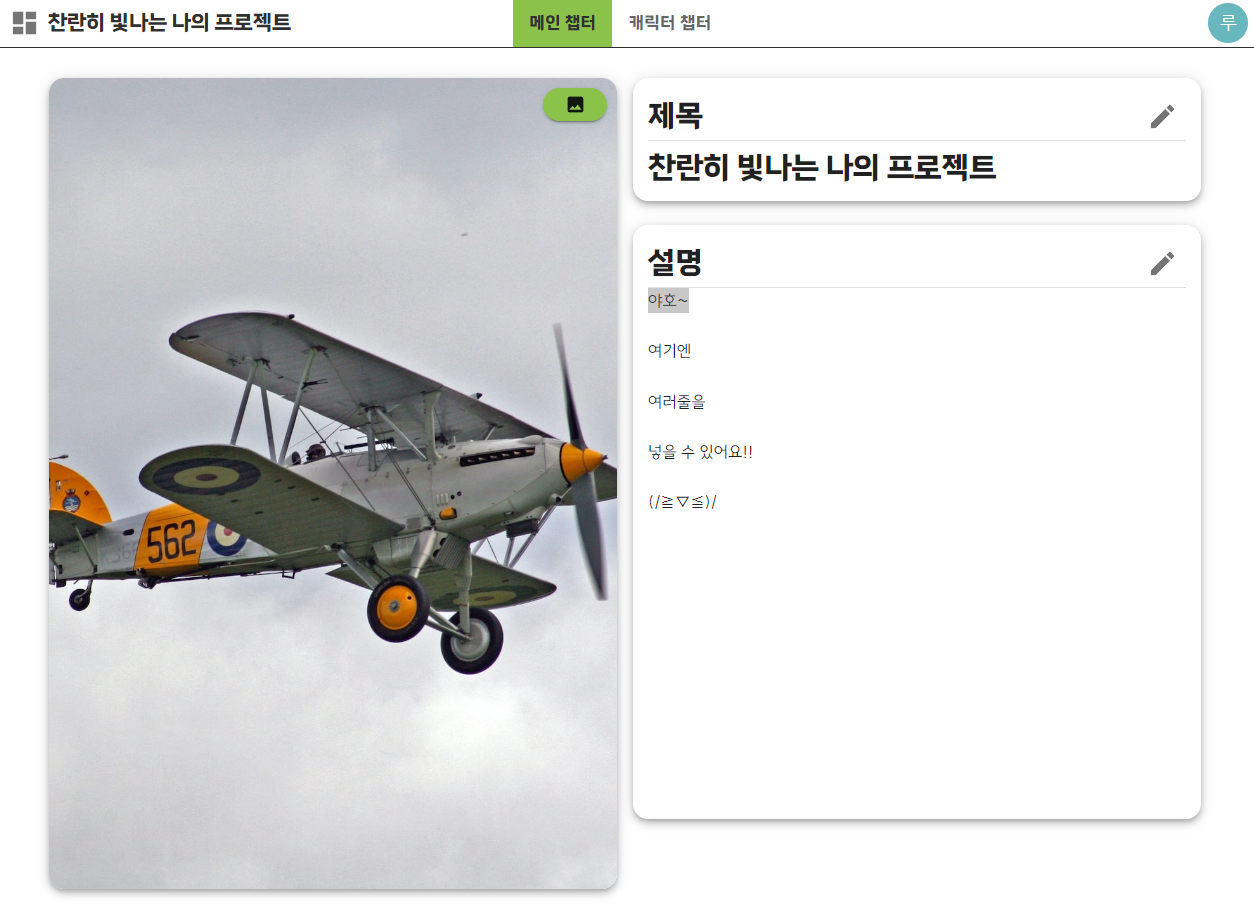 찬란히 빛나는 나의 프로젝트
메인 챕터
캐릭터 챕터
루
제목
찬란히 빛나는 나의 프로젝트
설명
야호~
여기엔
여러줄을
넣을 수 있어요!!
(/≧▽≦)/
562